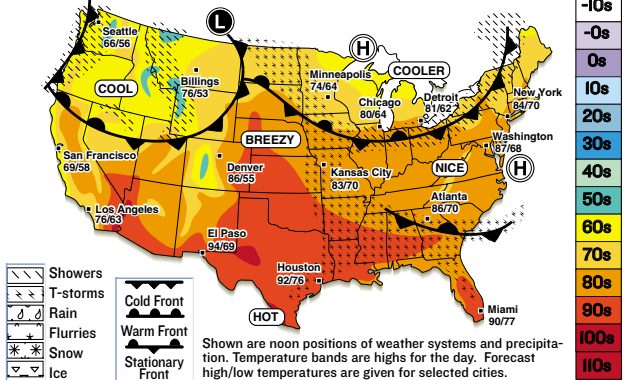 L
H
Seattle
66/56
Billings
76/53
COOL
Minneapolis
74/64
COOLER
Chicago
80/64
Detroit
81/62
New York
84/70
Washington
87/68
H
BREEZY
NICE
San Francisco
69/58
Denver
86/55
Kansas City
83/70
Atlanta
86/70
Los Angeles
76/63
El Paso
94/69
Houston
92/76
HOT
Miami
90/77
Showers
T-storms
Rain
Flurries
Snow
Ice
Cold Front
Warm Front
Stationary
Front
Shown are noon positions of weather systems and precipita-
tion. Temperature bands are highs for the day. Forecast
high/low temperatures are given for selected cities.
-10s
-0s
0s
10s
20s
30s
40s
50s
60s
70s
80s
90s
100s
110s